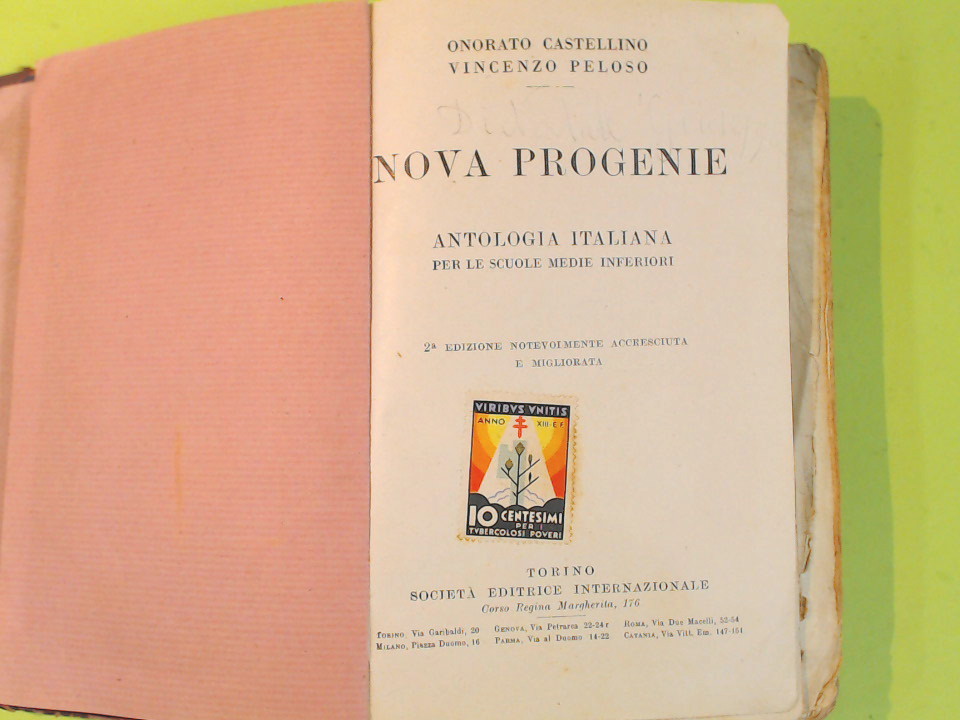 ONORATO CASTELLINO
VINCENZO PELOSO
NOVA PROGENIE
ANTOLOGIA ITALIANA
PER LE SCUOLE MEDIE INFERIORI
2ª EDIZIONE NOTEVOLMENTE ACCRESCIUTA
E MIGLIORATA
VIRIBVS VNITIS
ANNO XIII-E.F
10 CENTESIMI
PER I
TVBERCOLOSI POVERI
TORINO
SOCIETÀ EDITRICE INTERNAZIONALE
Corso Regina Margherita, 176
TORINO, Via Garibaldi, 20 GENOVA, Via Petrarca 22-24 r ROMA, Via Due Macelli, 52-54
MILANO, Piazza Duomo, 16 PARMA, Via al Duomo 14-22 CATANIA, Via Vitt. Em. 147-151